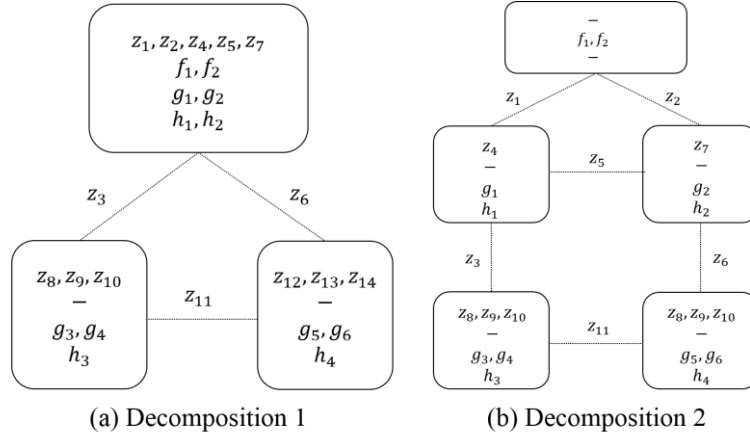 z₁, z₂, z₄, z₅, z₇
f₁, f₂
g₁, g₂
h₁, h₂
z₃
z₆
z₈, z₉, z₁₀
–
g₃, g₄
h₃
z₁₁
z₁₂, z₁₃, z₁₄
–
g₅, g₆
h₄
(a) Decomposition 1
–
f₁, f₂
–
z₁
z₂
z₄
–
g₁
h₁
z₅
z₇
–
g₂
h₂
z₃
z₆
z₈, z₉, z₁₀
–
g₃, g₄
h₃
z₁₁
z₈, z₉, z₁₀
–
g₅, g₆
h₄
(b) Decomposition 2